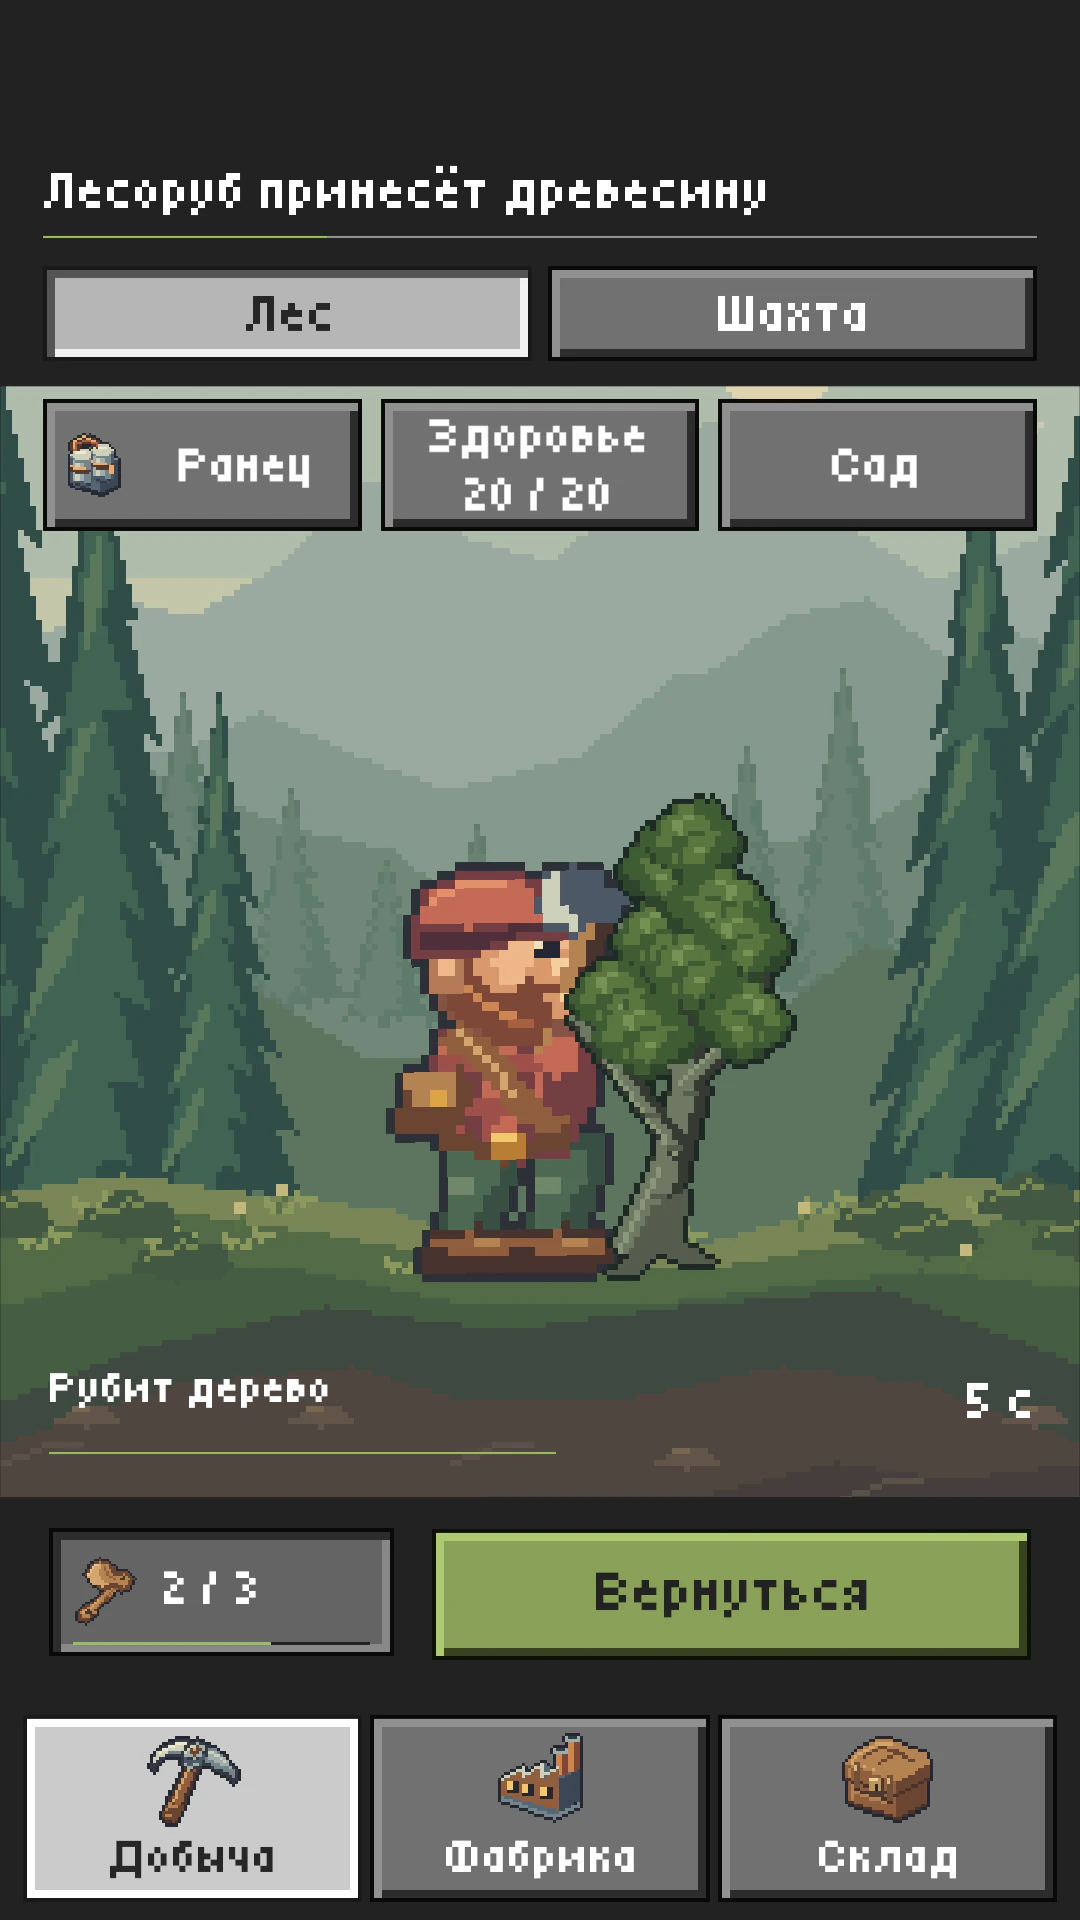 Лесоруб принесёт древесину
Лес
Шахта
Ранец
Здоровье
20 / 20
Сад
Рубит дерево
5 с
2 / 3
Вернуться
Добыча
Фабрика
Склад